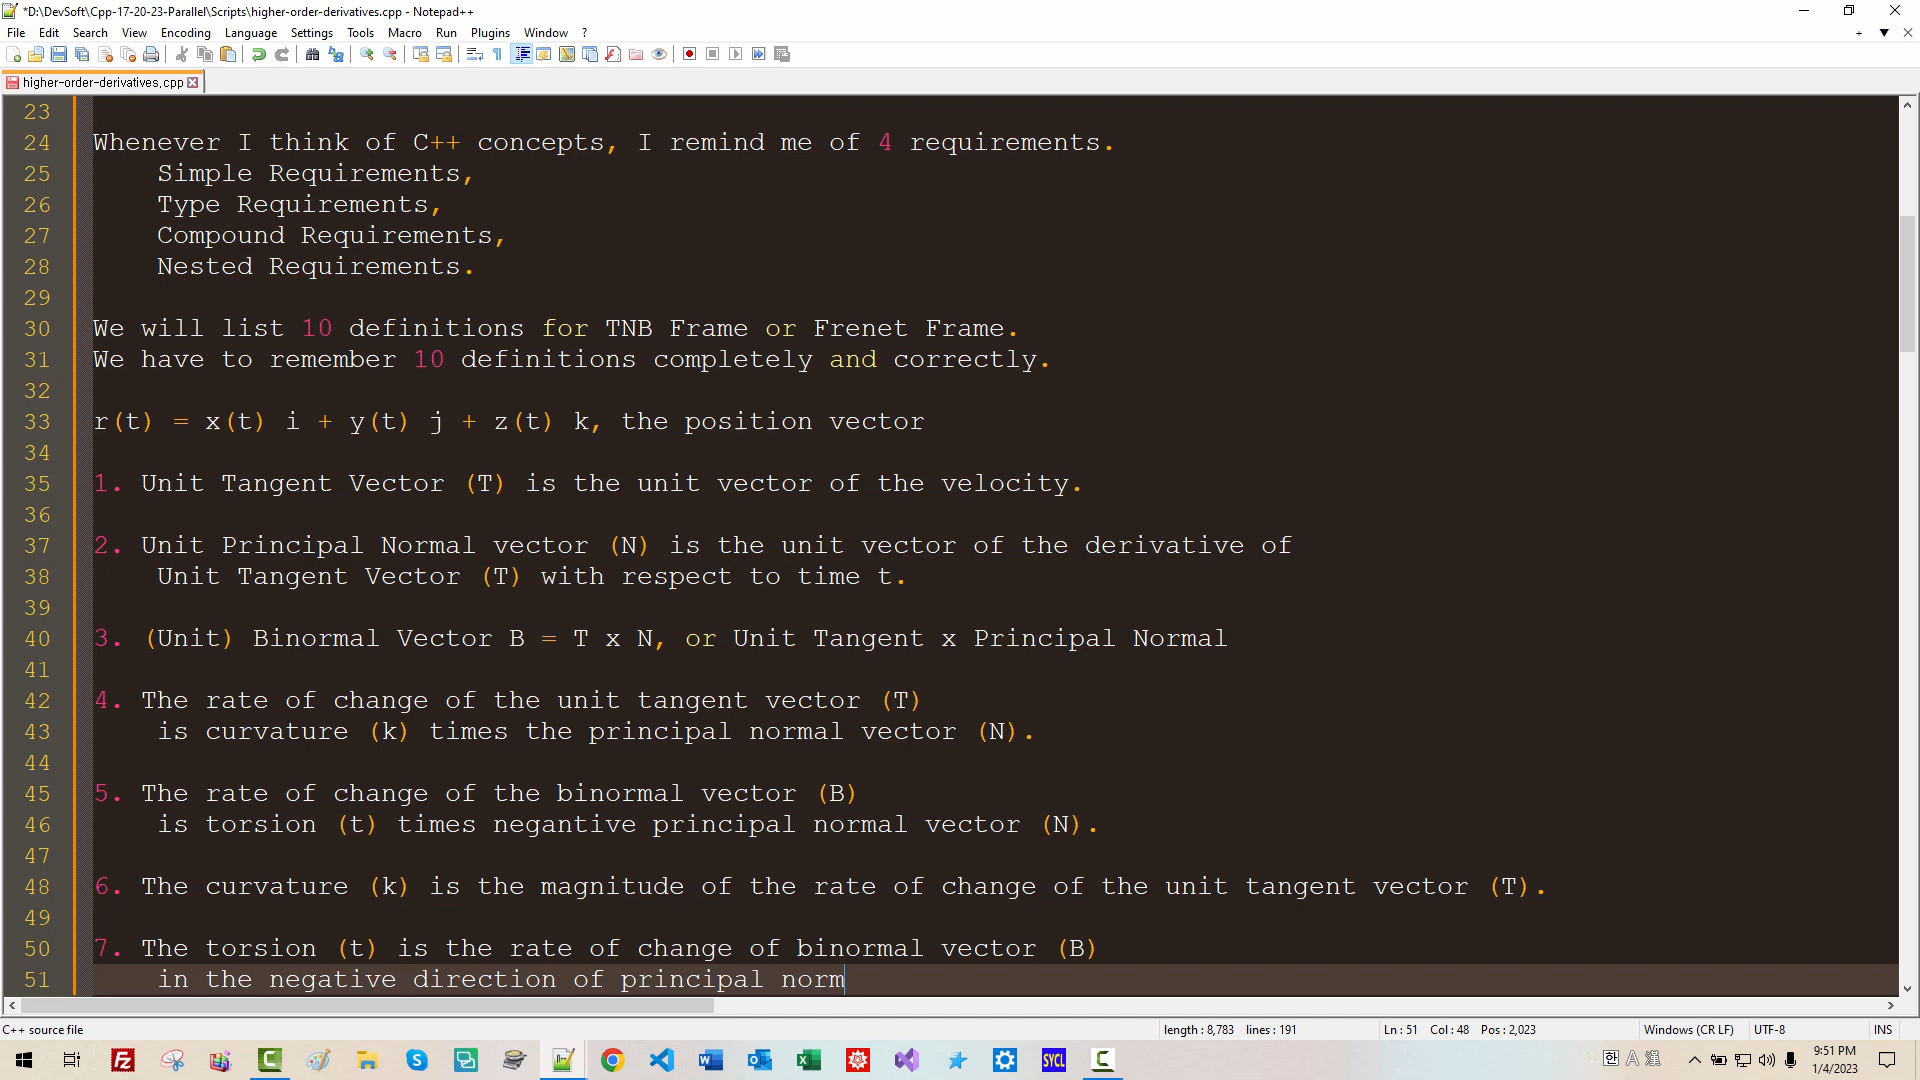 *D:\DevSoft\Cpp-17-20-23-Parallel\Scripts\higher-order-derivatives.cpp - Notepad++
File Edit Search View Encoding Language Settings Tools Macro Run Plugins Window ?
higher-order-derivatives.cpp
23
24 Whenever I think of C++ concepts, I remind me of 4 requirements.
25 Simple Requirements,
26 Type Requirements,
27 Compound Requirements,
28 Nested Requirements.
29
30 We will list 10 definitions for TNB Frame or Frenet Frame.
31 We have to remember 10 definitions completely and correctly.
32
33 r(t) = x(t) i + y(t) j + z(t) k, the position vector
34
35 1. Unit Tangent Vector (T) is the unit vector of the velocity.
36
37 2. Unit Principal Normal vector (N) is the unit vector of the derivative of
38 Unit Tangent Vector (T) with respect to time t.
39
40 3. (Unit) Binormal Vector B = T x N, or Unit Tangent x Principal Normal
41
42 4. The rate of change of the unit tangent vector (T)
43 is curvature (k) times the principal normal vector (N).
44
45 5. The rate of change of the binormal vector (B)
46 is torsion (t) times negantive principal normal vector (N).
47
48 6. The curvature (k) is the magnitude of the rate of change of the unit tangent vector (T).
49
50 7. The torsion (t) is the rate of change of binormal vector (B)
51 in the negative direction of principal norm
C++ source file length : 8,783 lines : 191 Ln : 51 Col : 48 Pos : 2,023 Windows (CR LF) UTF-8 INS
SYCL 한 A 漢 9:51 PM
1/4/2023